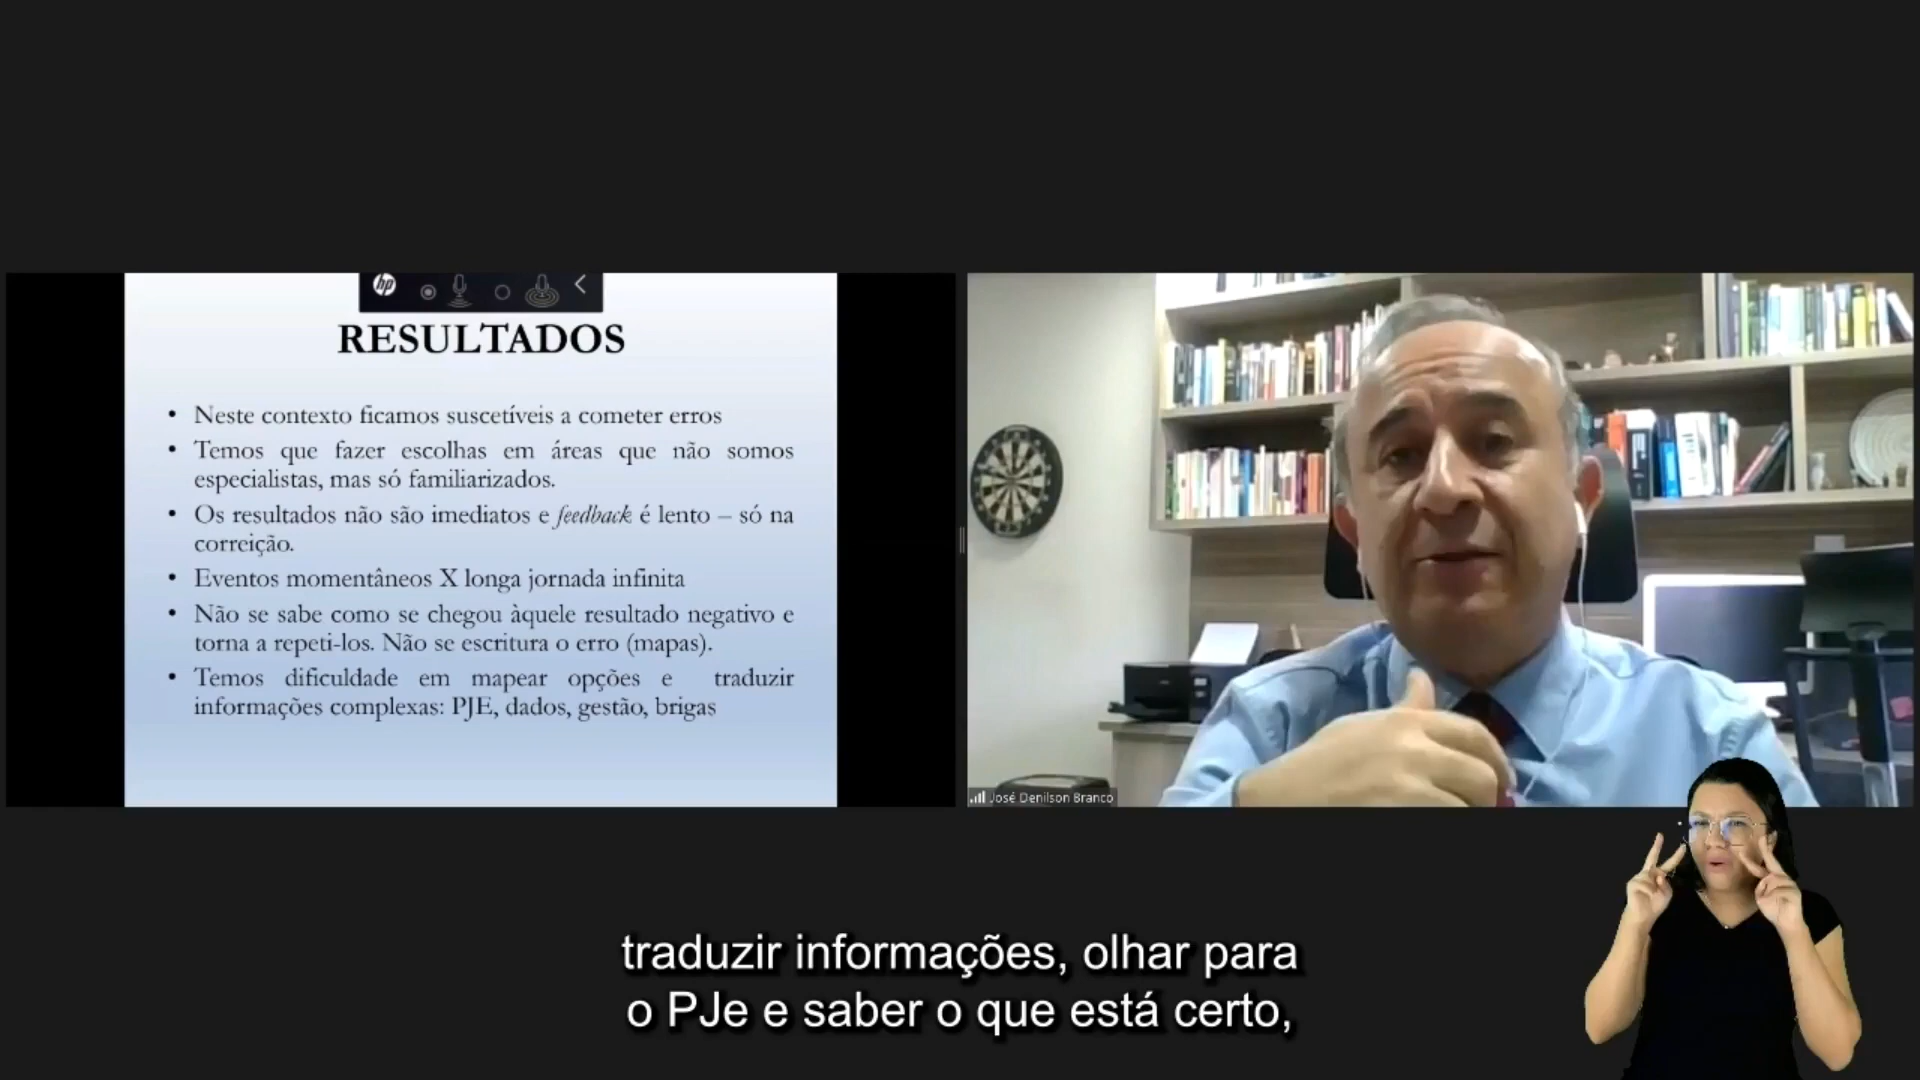 hp
RESULTADOS
• Neste contexto ficamos suscetíveis a cometer erros
• Temos que fazer escolhas em áreas que não somos
especialistas, mas só familiarizados.
• Os resultados não são imediatos e feedback é lento – só na
correição.
• Eventos momentâneos X longa jornada infinita
• Não se sabe como se chegou àquele resultado negativo e
torna a repeti-los. Não se escritura o erro (mapas).
• Temos dificuldade em mapear opções e traduzir
informações complexas: PJE, dados, gestão, brigas
José Denilson Branco
traduzir informações, olhar para
o PJe e saber o que está certo,